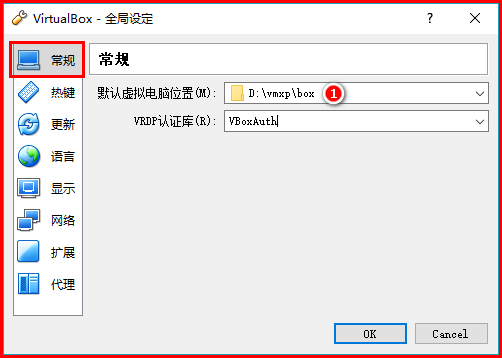 VirtualBox - 全局设定
常规
热键
更新
语言
显示
网络
扩展
代理
常规
默认虚拟电脑位置(M): D:\vmxp\box 1
VRDP认证库(R): VBoxAuth
OK Cancel